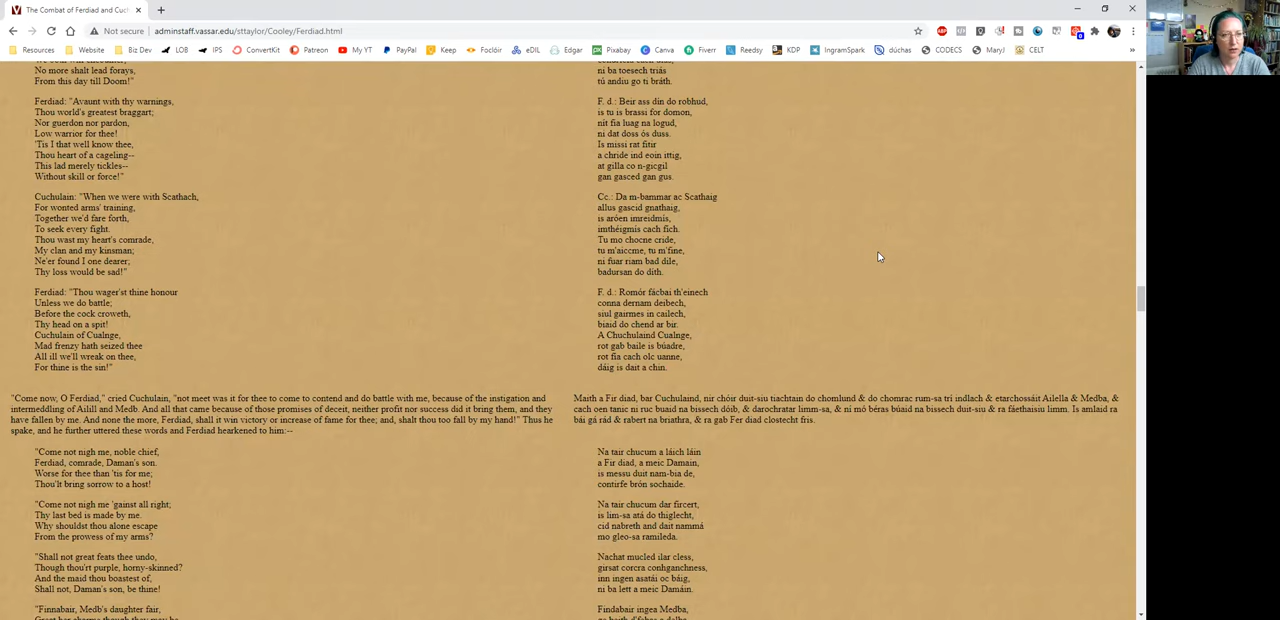 The Combat of Ferdiad and Cuch
Not secure | adminstaff.vassar.edu/sttaylor/Cooley/Ferdiad.html
Resources Website Biz Dev LOB IPS ConvertKit Patreon My YT PayPal Keep Foclóir eDIL Edgar Pixabay Canva Fiverr Reedsy KDP IngramSpark dúchas CODECS MaryJ CELT
No more shalt lead forays,
From this day till Doom!"
Ferdiad: "Avaunt with thy warnings,
Thou world's greatest braggart;
Nor guerdon nor pardon,
Low warrior for thee!
'Tis I that well know thee,
Thou heart of a cageling--
This lad merely tickles--
Without skill or force!"
Cuchulain: "When we were with Scathach,
For wonted arms' training,
Together we'd fare forth,
To seek every fight.
Thou wast my heart's comrade,
My clan and my kinsman;
Ne'er found I one dearer;
Thy loss would be sad!"
Ferdiad: "Thou wager'st thine honour
Unless we do battle;
Before the cock croweth,
Thy head on a spit!
Cuchulain of Cualnge,
Mad frenzy hath seized thee
All ill we'll wreak on thee,
For thine is the sin!"
"Come now, O Ferdiad," cried Cuchulain, "not meet was it for thee to come to contend and do battle with me, because of the instigation and
intermeddling of Ailill and Medb. And all that came because of those promises of deceit, neither profit nor success did it bring them, and they
have fallen by me. And none the more, Ferdiad, shall it win victory or increase of fame for thee; and, shalt thou too fall by my hand!" Thus he
spake, and he further uttered these words and Ferdiad hearkened to him:--
"Come not nigh me, noble chief,
Ferdiad, comrade, Daman's son.
Worse for thee than 'tis for me;
Thou'lt bring sorrow to a host!
"Come not nigh me 'gainst all right;
Thy last bed is made by me.
Why shouldst thou alone escape
From the prowess of my arms?
"Shall not great feats thee undo,
Though thou'rt purple, horny-skinned?
And the maid thou boastest of,
Shall not, Daman's son, be thine!
"Finnabair, Medb's daughter fair,
ni ba toesech triás
tú andiu go ti bráth.
F. d.: Beir ass dín do robhud,
is tu is brassi for domon,
nit fia luag na logud,
ni dat doss ós duss.
Is missi rat fitir
a chride ind eoin ittig,
at gilla co n-gicgil
gan gasced gan gus.
Cc.: Da m-bammar ac Scathaig
allus gascid gnathaig,
is aróen imreidmís,
imthéigmís cach fich.
Tu mo chocne cride,
tu m'aiccme, tu m'fine,
ni fuar riam bad dile,
badursan do díth.
F. d.: Romór fácbai th'einech
conna dernam deibech,
siul gairmes in cailech,
biaid do chend ar bir.
A Chuchulaind Cualnge,
rot gab baile is búadre,
rot fía cach olc uanne,
dáig is dait a chin.
Maith a Fir diad, bar Cuchulaind, nir chóir duit-siu tiachtain do chomlund & do chomrac rum-sa trí indlach & etarchossáit Ailella & Medba, &
cach oen tanic ni ruc buaid na bissech dóib, & darochratar limm-sa, & ní mó béras búaid na bissech duit-siu & ra fáethaisiu limm. Is amlaid ra
bái gá rád & rabert na briathra, & ra gab Fer diad clostecht fris.
Na tair chucum a láich láin
a Fir diad, a meic Damain,
is messu duit nam-bia de,
contirfe brón sochaide.
Na tair chucum dar fircert,
is lim-sa atá do thiglecht,
cid nabreth and dait nammá
mo gleo-sa ramileda.
Nachat mucled ilar cless,
girsat corcra conhganchness,
inn ingen asatái oc báig,
ni ba lett a meic Damáin.
Findabair ingea Medba,